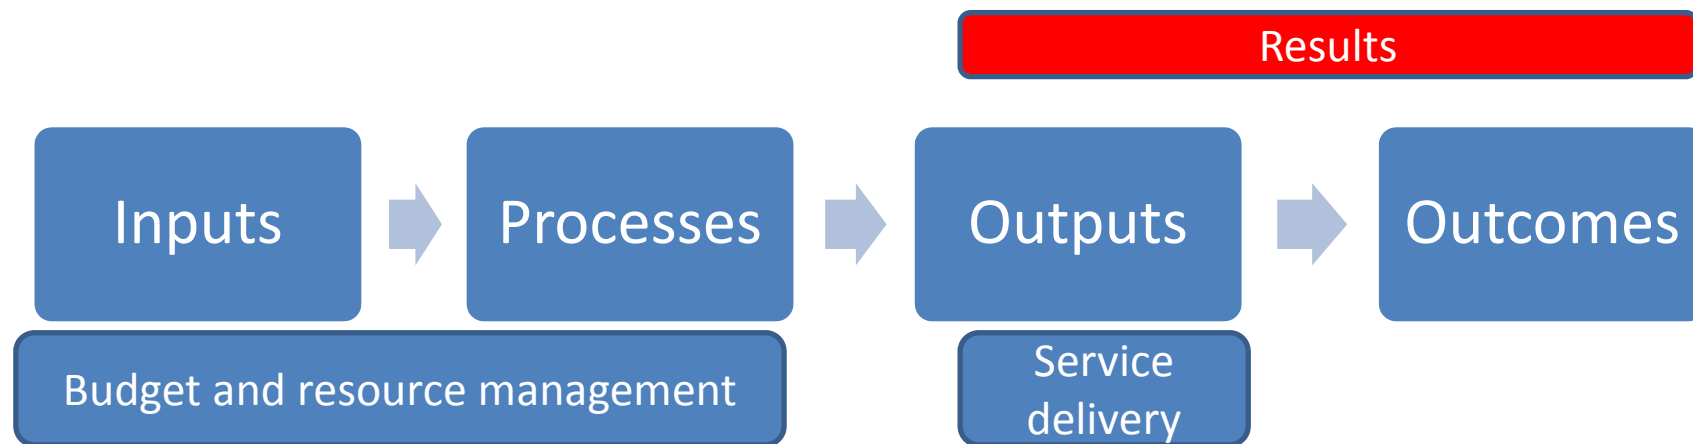 Results
Inputs
Processes
Outputs
Outcomes
Budget and resource management
Service
delivery